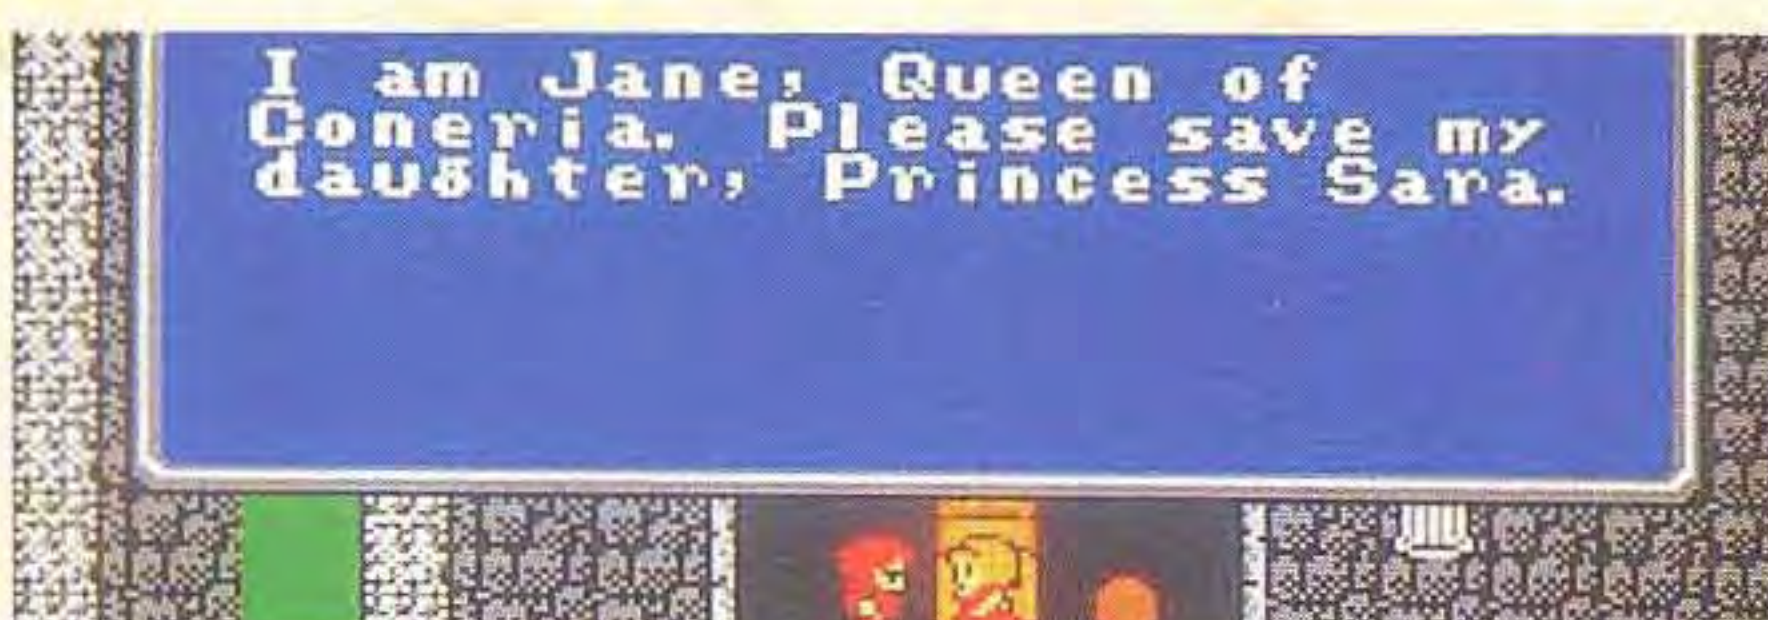 I am Jane, Queen of
Coneria. Please save my
daughter, Princess Sara.